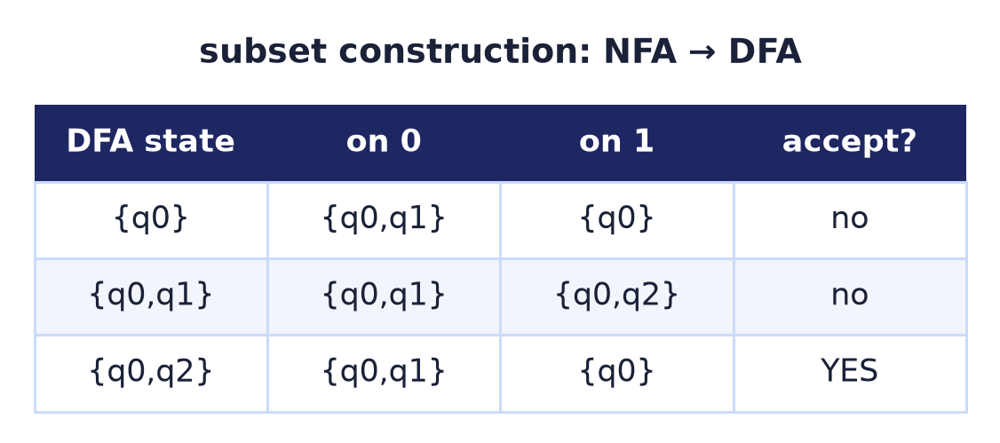 subset construction: NFA → DFA
DFA state on 0 on 1 accept?
{q0} {q0,q1} {q0} no
{q0,q1} {q0,q1} {q0,q2} no
{q0,q2} {q0,q1} {q0} YES